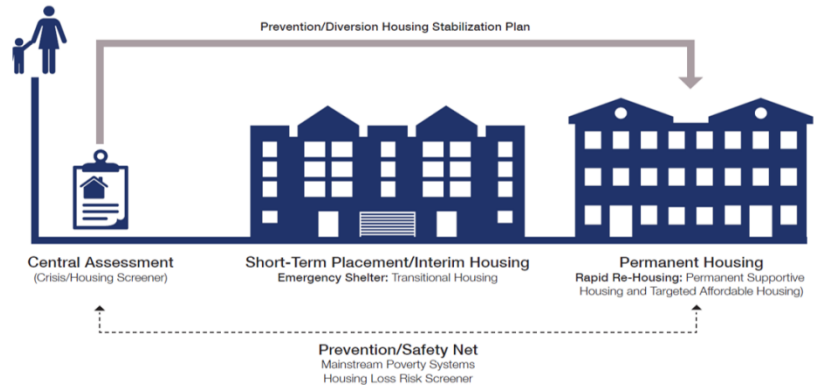 Prevention/Diversion Housing Stabilization Plan
Central Assessment
(Crisis/Housing Screener)
Short-Term Placement/Interim Housing
Emergency Shelter: Transitional Housing
Permanent Housing
Rapid Re-Housing: Permanent Supportive
Housing and Targeted Affordable Housing)
Prevention/Safety Net
Mainstream Poverty Systems
Housing Loss Risk Screener